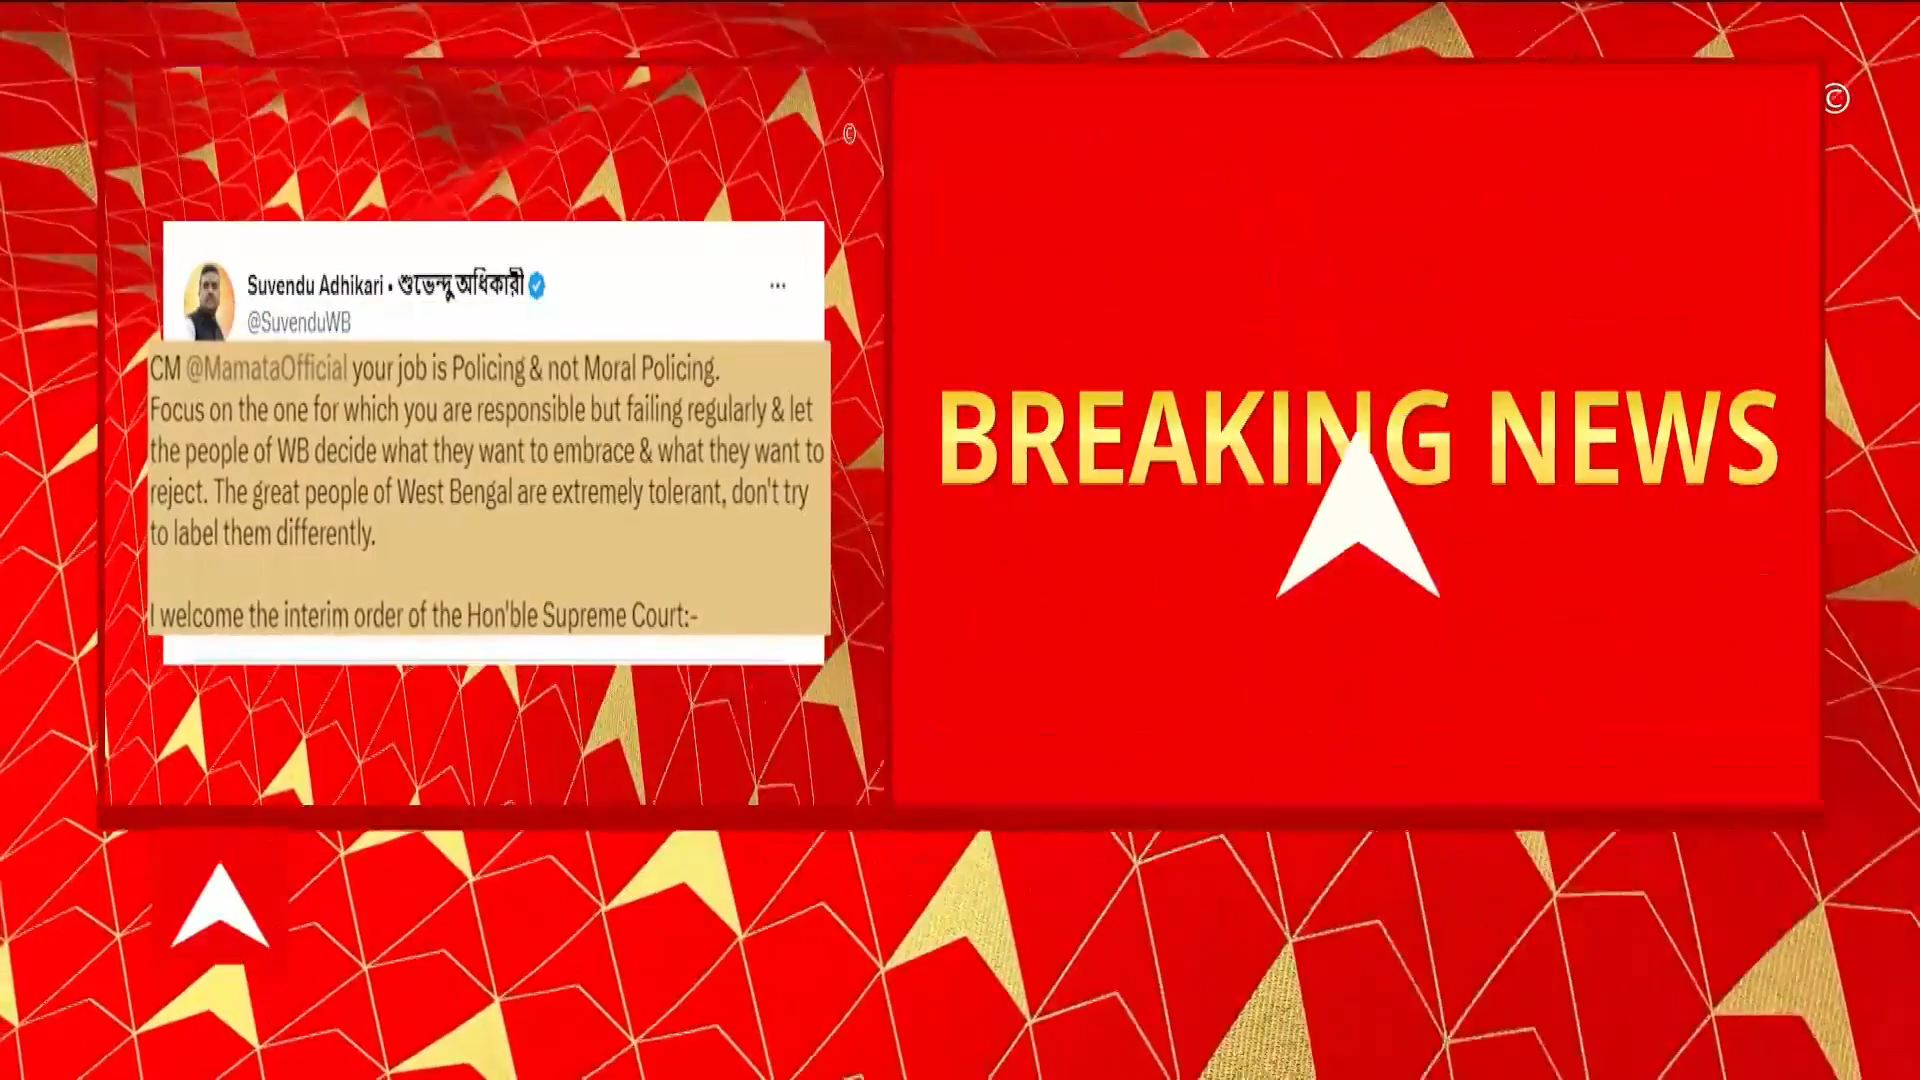 ©
©
Suvendu Adhikari • শুভেন্দু অধিকারী
...
@SuvenduWB
CM @MamataOfficial your job is Policing & not Moral Policing.
Focus on the one for which you are responsible but failing regularly & let
the people of WB decide what they want to embrace & what they want to
reject. The great people of West Bengal are extremely tolerant, don't try
to label them differently.
I welcome the interim order of the Hon'ble Supreme Court:-
BREAKING NEWS